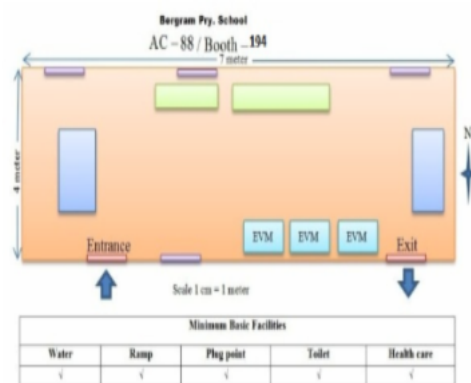 Bergram Pry. School
AC - 88 / Booth - 194
7 meter
4 meter
N
EVM EVM EVM
Entrance
Exit
Scale 1 cm = 1 meter
Minimum Basic Facilities
Water Ramp Plug point Toilet Health care
√ √ √ √ √